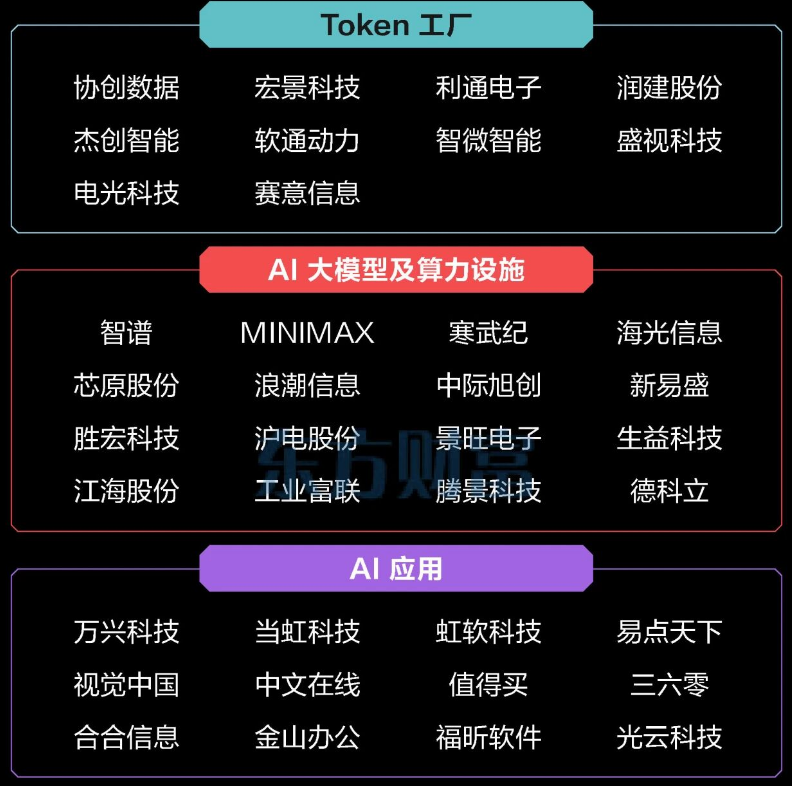 Token 工厂
协创数据 宏景科技 利通电子 润建股份
杰创智能 软通动力 智微智能 盛视科技
电光科技 赛意信息
AI 大模型及算力设施
智谱 MINIMAX 寒武纪 海光信息
芯原股份 浪潮信息 中际旭创 新易盛
胜宏科技 沪电股份 景旺电子 生益科技
东方财富
江海股份 工业富联 腾景科技 德科立
AI 应用
万兴科技 当虹科技 虹软科技 易点天下
视觉中国 中文在线 值得买 三六零
合合信息 金山办公 福昕软件 光云科技